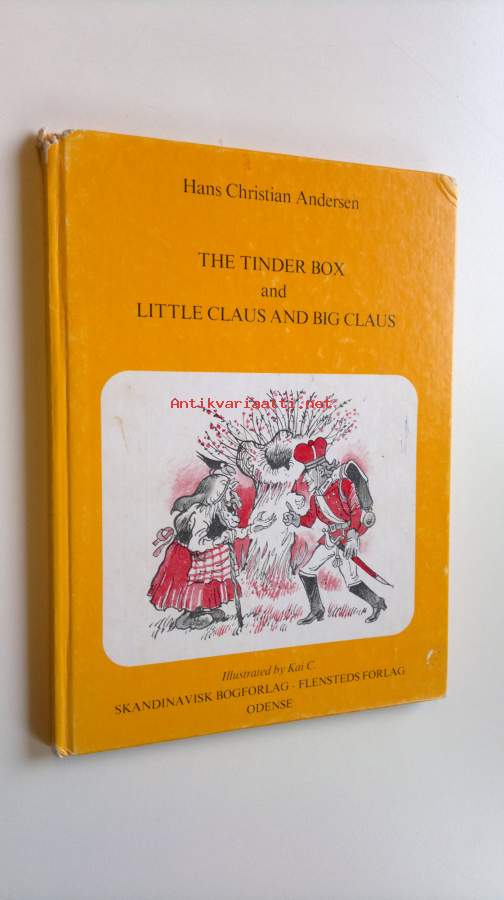 Hans Christian Andersen
THE TINDER BOX
and
LITTLE CLAUS AND BIG CLAUS
Antikvariaatti.net
Illustrated by Kai C
SKANDINAVISK BOGFORLAG · FLENSTEDS FORLAG
ODENSE